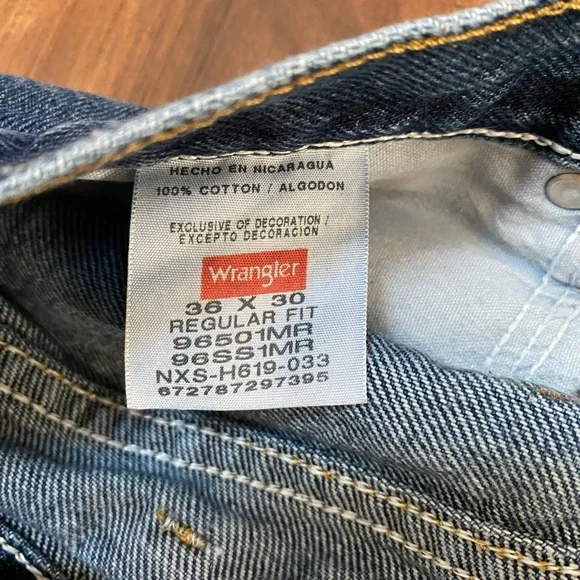 HECHO EN NICARAGUA
100% COTTON / ALGODON
EXCLUSIVE OF DECORATION /
EXCEPTO DECORACION
Wrangler
36 X 30
REGULAR FIT
96501MR
96SS1MR
NXS-H619-033
672787297395